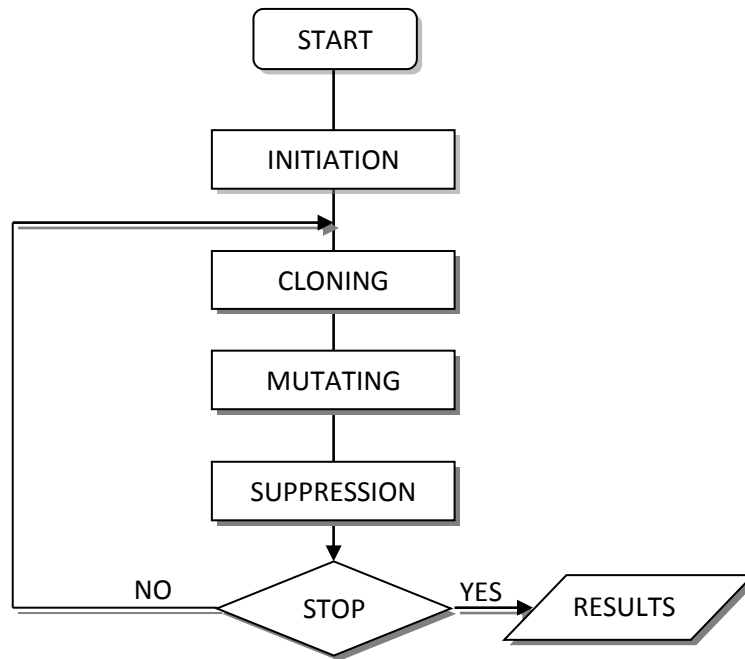 START
INITIATION
CLONING
MUTATING
SUPPRESSION
NO
STOP
YES
RESULTS